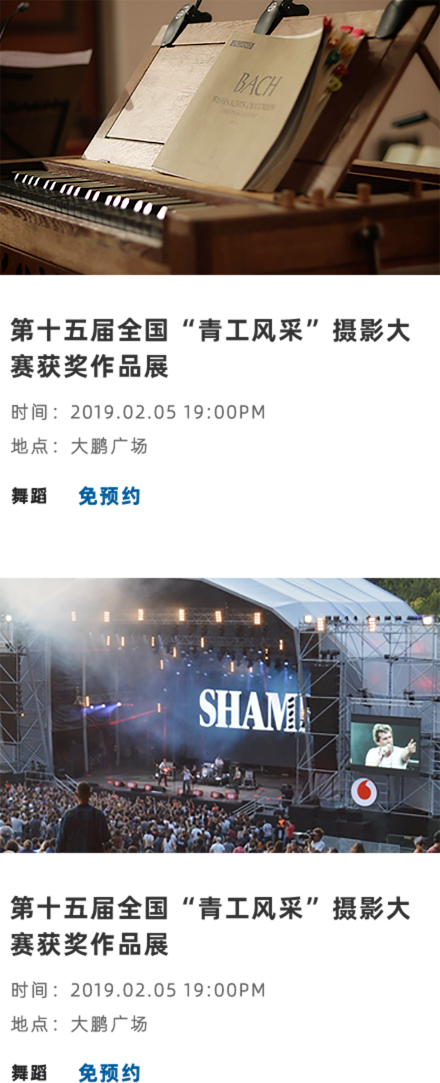 BACH
第十五届全国“青工风采”摄影大
赛获奖作品展
时间：2019.02.05 19:00PM
地点：大鹏广场
舞蹈 免预约
SHAM
第十五届全国“青工风采”摄影大
赛获奖作品展
时间：2019.02.05 19:00PM
地点：大鹏广场
舞蹈 免预约